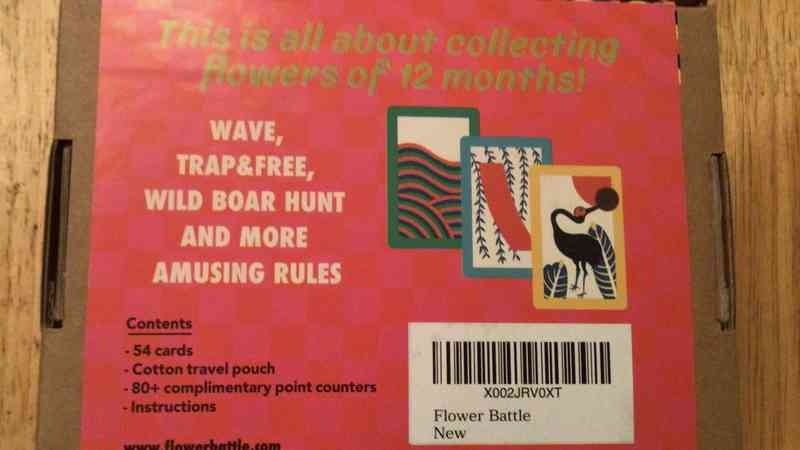 This is all about collecting
flowers of 12 months!
WAVE,
TRAP&FREE,
WILD BOAR HUNT
AND MORE
AMUSING RULES
Contents
- 54 cards
- Cotton travel pouch
- 80+ complimentary point counters
- Instructions
www.flowerbattle.com
X002JRV0XT
Flower Battle
New